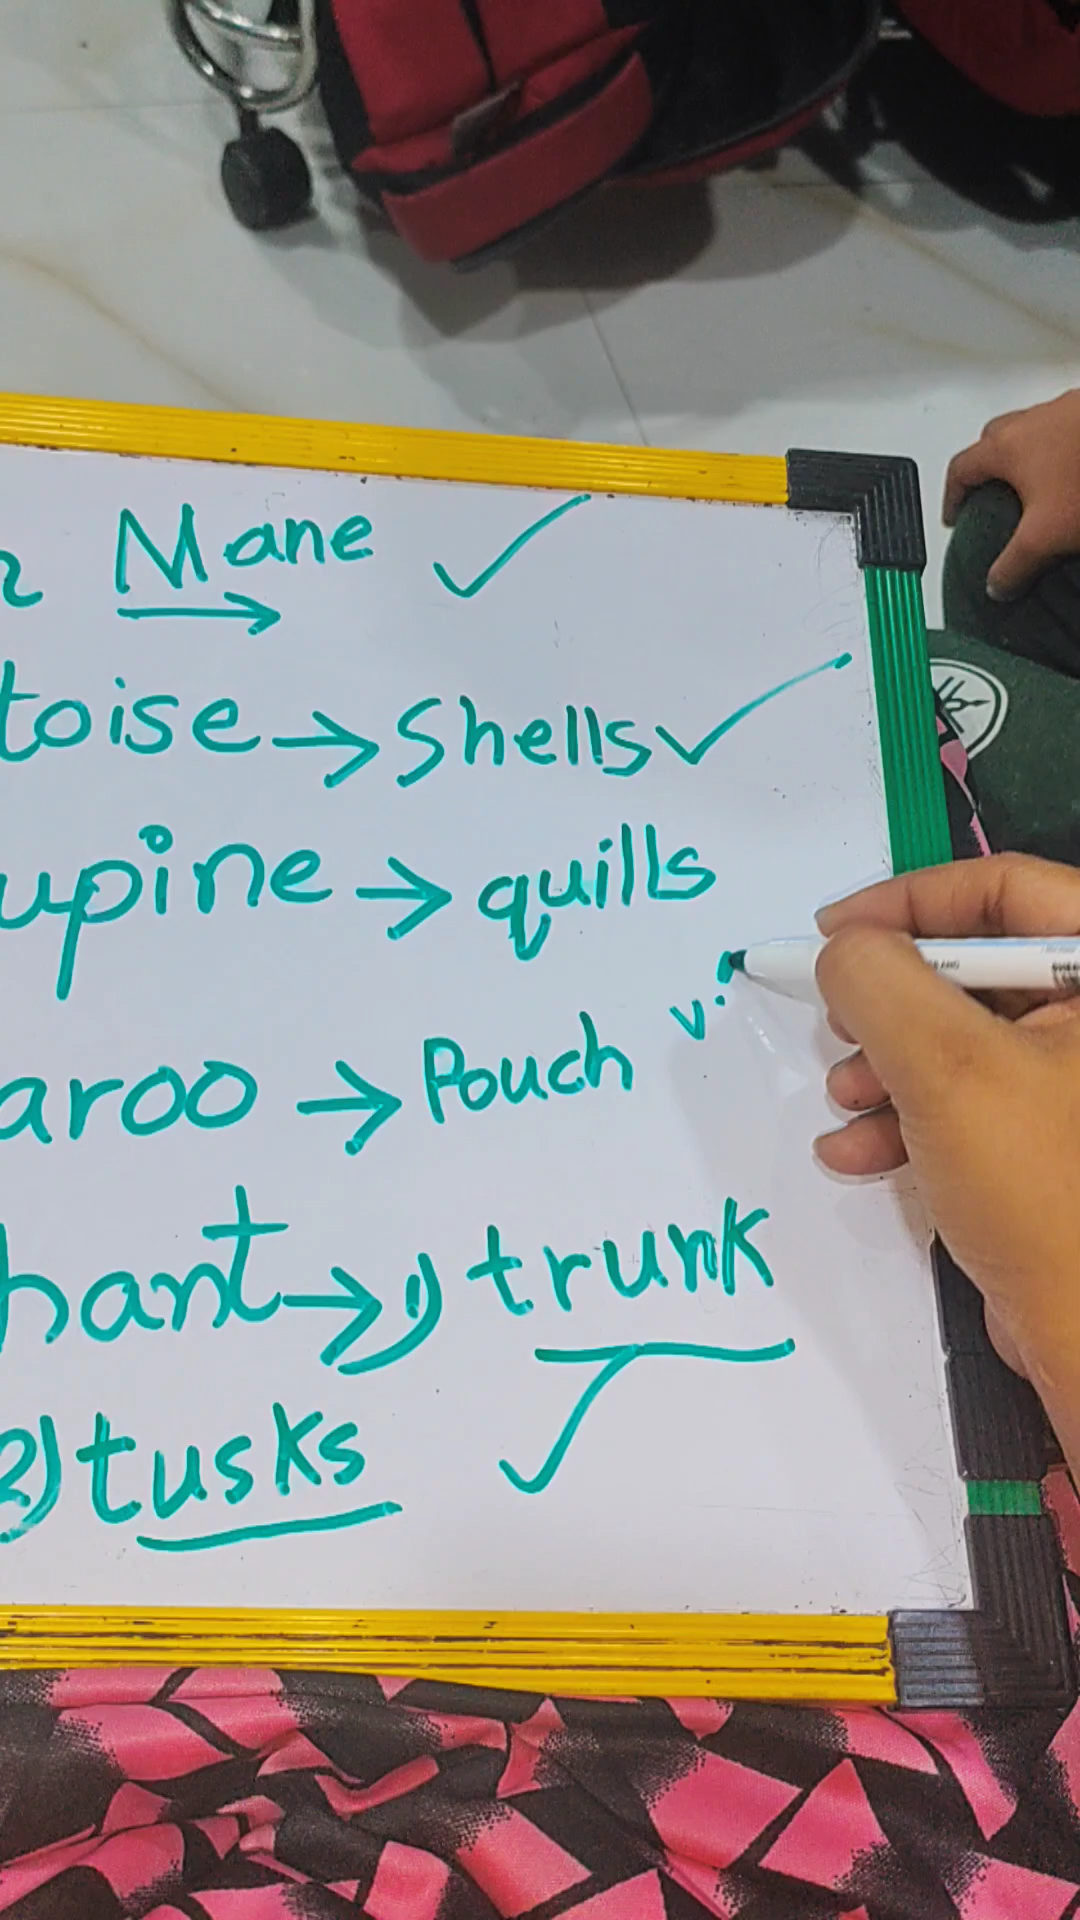 Mane
toise → Shells
upine → quills
aroo → Pouch
hant → 1) trunk
2) tusks